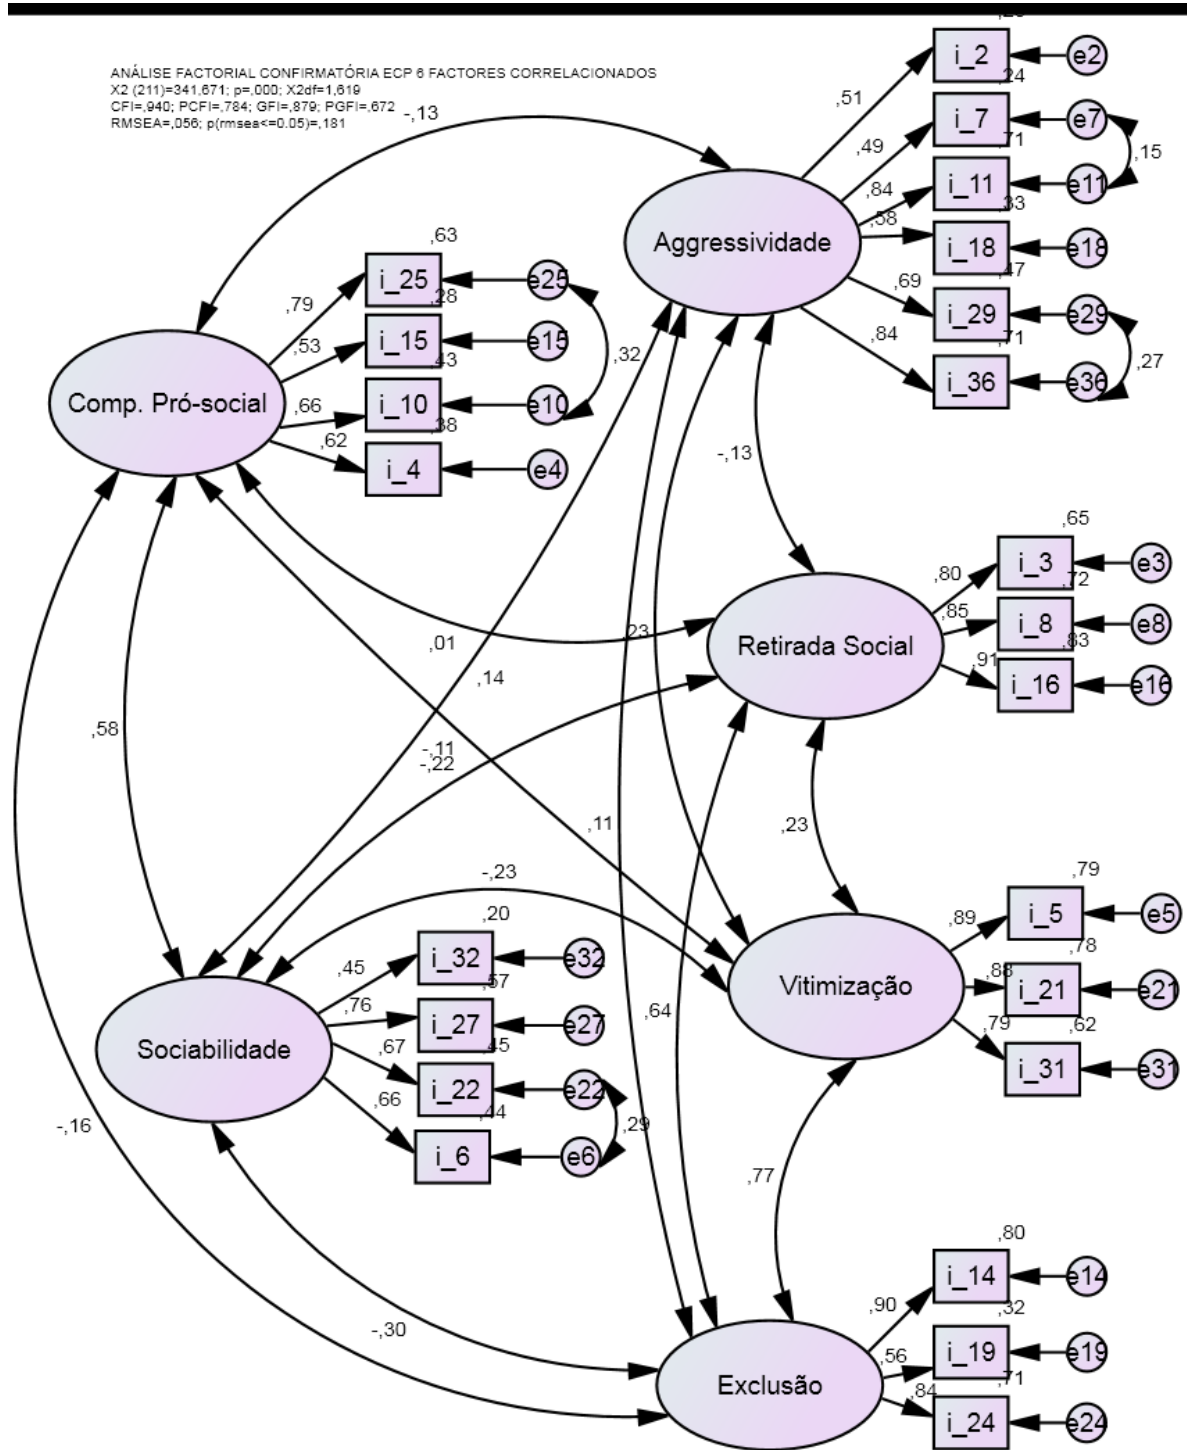 ANÁLISE FACTORIAL CONFIRMATÓRIA ECP 6 FACTORES CORRELACIONADOS
X2 (211)=341,671; p=,000; X2df=1,619
CFI=,940; PCFI=,784; GFI=,879; PGFI=,672
RMSEA=,056; p(rmsea<=0.05)=,181
-,13
,51
i_2
e2
,24
,49
i_7
e7
,71
,15
,84
i_11
e11
,33
,58
i_18
e18
,47
Aggressividade
,69
i_29
e29
,71
,27
,84
i_36
e36
,63
,79
i_25
e25
,28
,53
i_15
e15
,43
,32
Comp. Pró-social
,66
i_10
e10
,38
,62
i_4
e4
-,13
,65
,80
i_3
e3
,72
,85
i_8
e8
,83
Retirada Social
,91
i_16
e16
,01
,23
,14
,58
-,11
-,22
,11
,23
-,23
,79
,89
i_5
e5
,78
Vitimização
,88
i_21
e21
,62
,79
i_31
e31
,64
,20
,45
i_32
e32
,57
,76
i_27
e27
,45
Sociabilidade
,67
i_22
e22
,44
,29
,66
i_6
e6
-,16
,77
-,30
,80
,90
i_14
e14
,32
,56
i_19
e19
,71
Exclusão
,84
i_24
e24